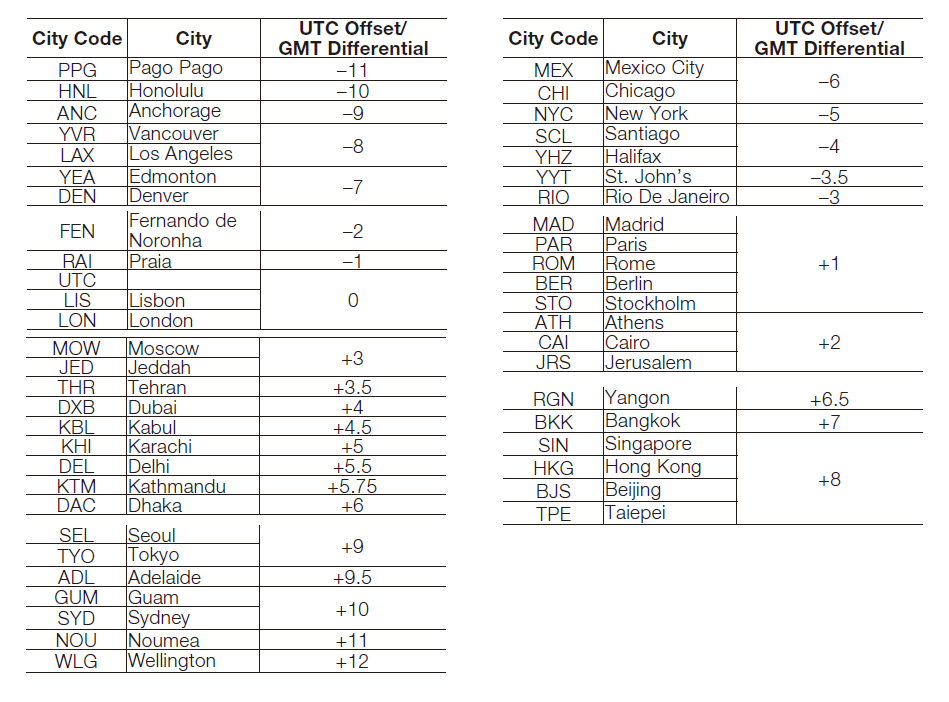 City Code City UTC Offset/
GMT Differential
PPG Pago Pago –11
HNL Honolulu –10
ANC Anchorage –9
YVR Vancouver –8
LAX Los Angeles
YEA Edmonton –7
DEN Denver
FEN Fernando de
Noronha –2
RAI Praia –1
UTC
LIS Lisbon 0
LON London
MOW Moscow +3
JED Jeddah
THR Tehran +3.5
DXB Dubai +4
KBL Kabul +4.5
KHI Karachi +5
DEL Delhi +5.5
KTM Kathmandu +5.75
DAC Dhaka +6
SEL Seoul +9
TYO Tokyo
ADL Adelaide +9.5
GUM Guam +10
SYD Sydney
NOU Noumea +11
WLG Wellington +12
City Code City UTC Offset/
GMT Differential
MEX Mexico City –6
CHI Chicago
NYC New York –5
SCL Santiago –4
YHZ Halifax
YYT St. John's –3.5
RIO Rio De Janeiro –3
MAD Madrid
PAR Paris
ROM Rome +1
BER Berlin
STO Stockholm
ATH Athens
CAI Cairo +2
JRS Jerusalem
RGN Yangon +6.5
BKK Bangkok +7
SIN Singapore
HKG Hong Kong +8
BJS Beijing
TPE Taiepei